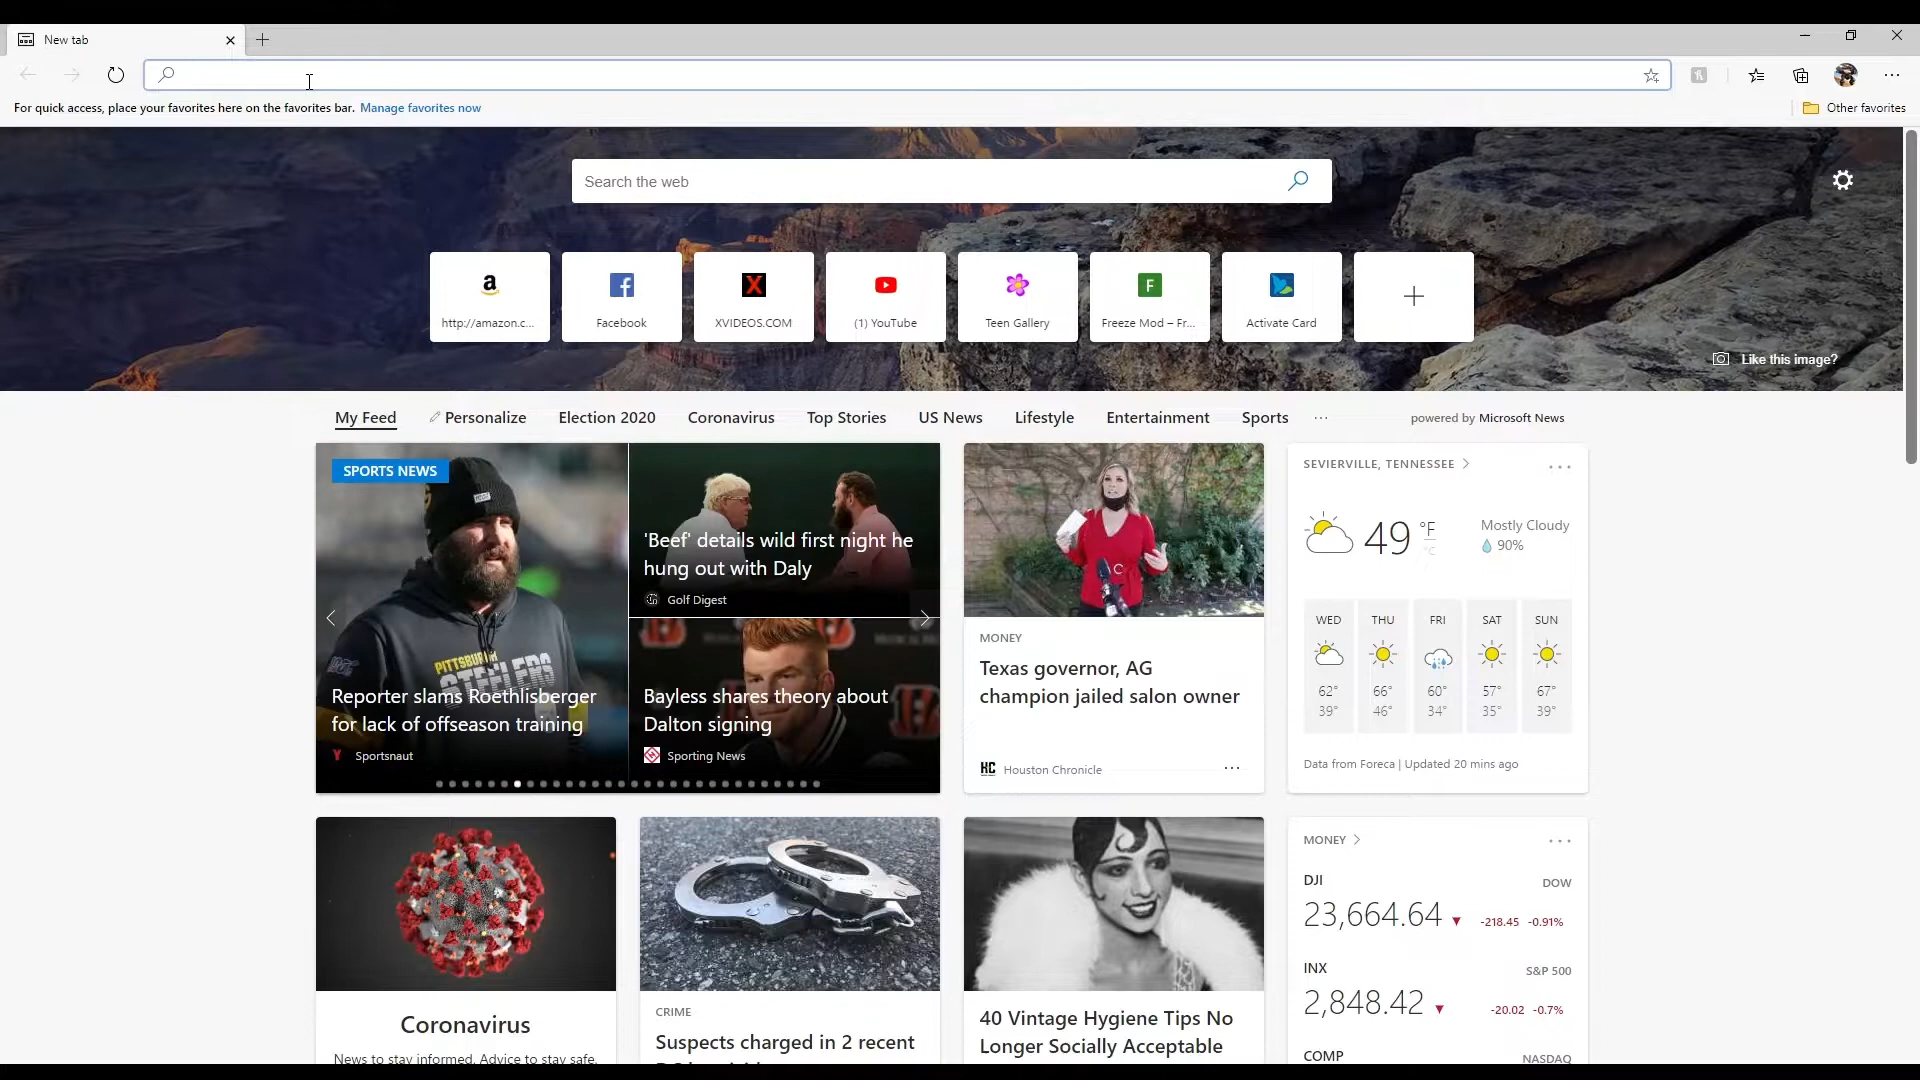 New tab
For quick access, place your favorites here on the favorites bar. Manage favorites now
Other favorites
Search the web
a
f
X
F
http://amazon.c...
Facebook
XVIDEOS.COM
(1) YouTube
Teen Gallery
Freeze Mod – Fr...
Activate Card
Like this image?
My Feed
Personalize
Election 2020
Coronavirus
Top Stories
US News
Lifestyle
Entertainment
Sports
powered by Microsoft News
SPORTS NEWS
PITTSBURGH
STEELERS
Reporter slams Roethlisberger
for lack of offseason training
Sportsnaut
'Beef' details wild first night he
hung out with Daly
Golf Digest
Bayless shares theory about
Dalton signing
Sporting News
MONEY
Texas governor, AG
champion jailed salon owner
HC Houston Chronicle
SEVIERVILLE, TENNESSEE
49 °F
°C
Mostly Cloudy
90%
WED THU FRI SAT SUN
62° 66° 60° 57° 67°
39° 46° 34° 35° 39°
Data from Foreca | Updated 20 mins ago
Coronavirus
News to stay informed. Advice to stay safe.
CRIME
Suspects charged in 2 recent
40 Vintage Hygiene Tips No
Longer Socially Acceptable
MONEY
DJI DOW
23,664.64 -218.45 -0.91%
INX S&P 500
2,848.42 -20.02 -0.7%
COMP NASDAQ